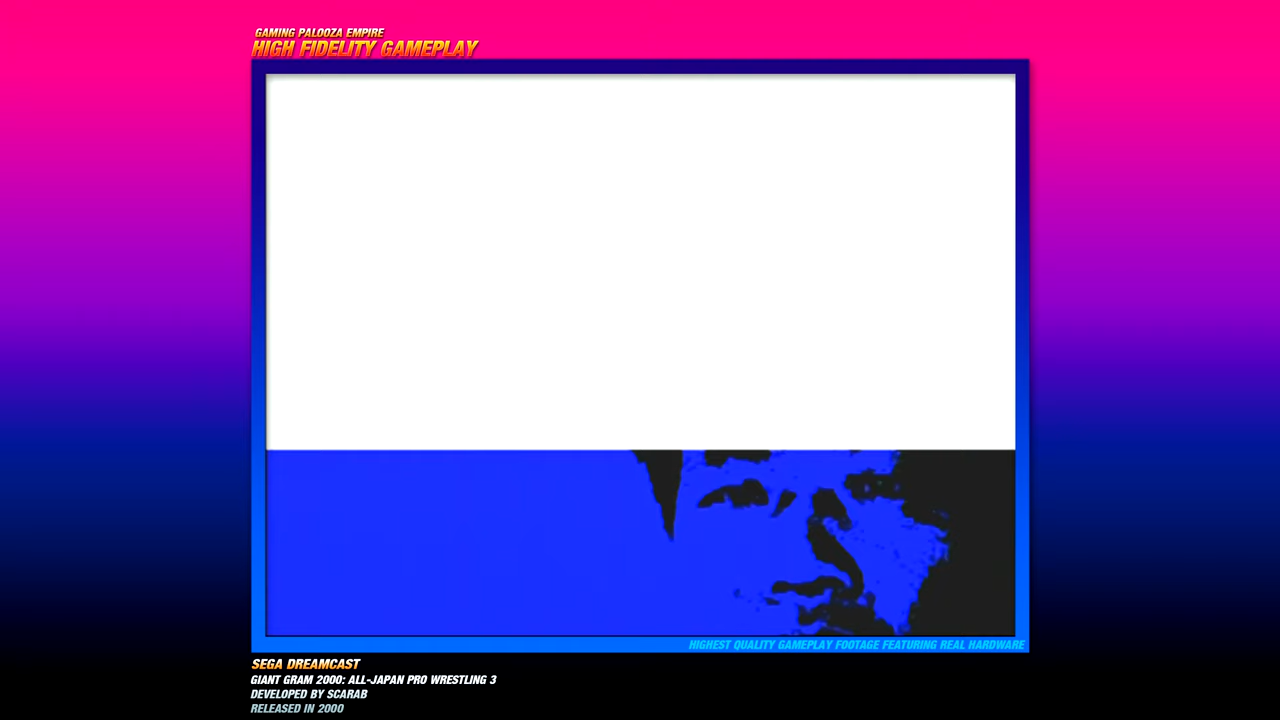 GAMING PALOOZA EMPIRE
HIGH FIDELITY GAMEPLAY
HIGHEST QUALITY GAMEPLAY FOOTAGE FEATURING REAL HARDWARE
SEGA DREAMCAST
GIANT GRAM 2000: ALL-JAPAN PRO WRESTLING 3
DEVELOPED BY SCARAB
RELEASED IN 2000